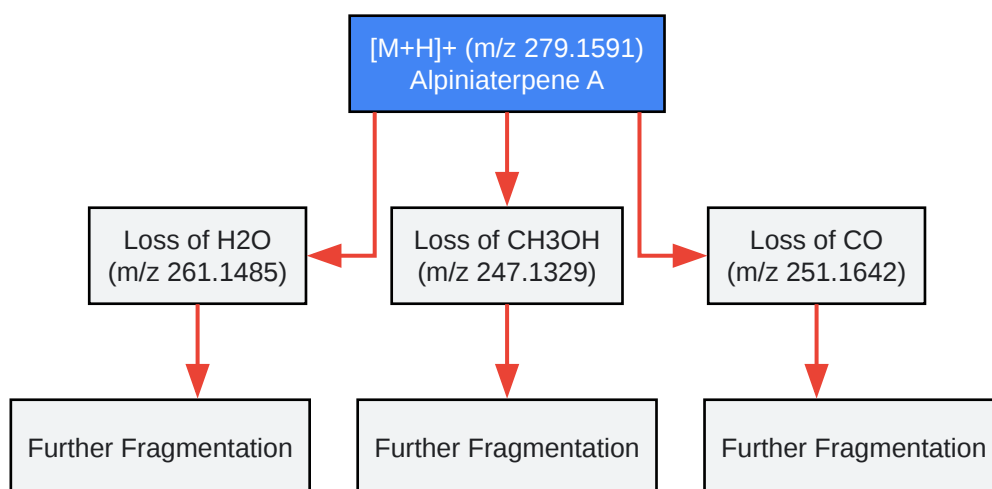 [M+H]+ (m/z 279.1591)
Alpiniaterpene A
Loss of H2O
(m/z 261.1485)
Loss of CH3OH
(m/z 247.1329)
Loss of CO
(m/z 251.1642)
Further Fragmentation
Further Fragmentation
Further Fragmentation